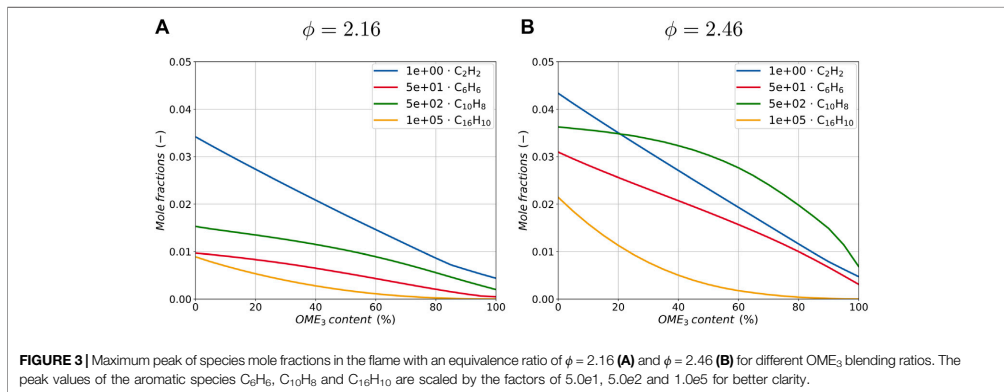 A
ϕ = 2.16
B
ϕ = 2.46
0.05
0.04
0.03
0.02
0.01
0.00
Mole fractions (−)
1e+00 · C₂H₂
5e+01 · C₆H₆
5e+02 · C₁₀H₈
1e+05 · C₁₆H₁₀
0
20
40
60
80
100
OME₃ content (%)
0.05
0.04
0.03
0.02
0.01
0.00
Mole fractions (−)
1e+00 · C₂H₂
5e+01 · C₆H₆
5e+02 · C₁₀H₈
1e+05 · C₁₆H₁₀
0
20
40
60
80
100
OME₃ content (%)
FIGURE 3 | Maximum peak of species mole fractions in the flame with an equivalence ratio of ϕ = 2.16 (A) and ϕ = 2.46 (B) for different OME₃ blending ratios. The
peak values of the aromatic species C₆H₆, C₁₀H₈ and C₁₆H₁₀ are scaled by the factors of 5.0e1, 5.0e2 and 1.0e5 for better clarity.